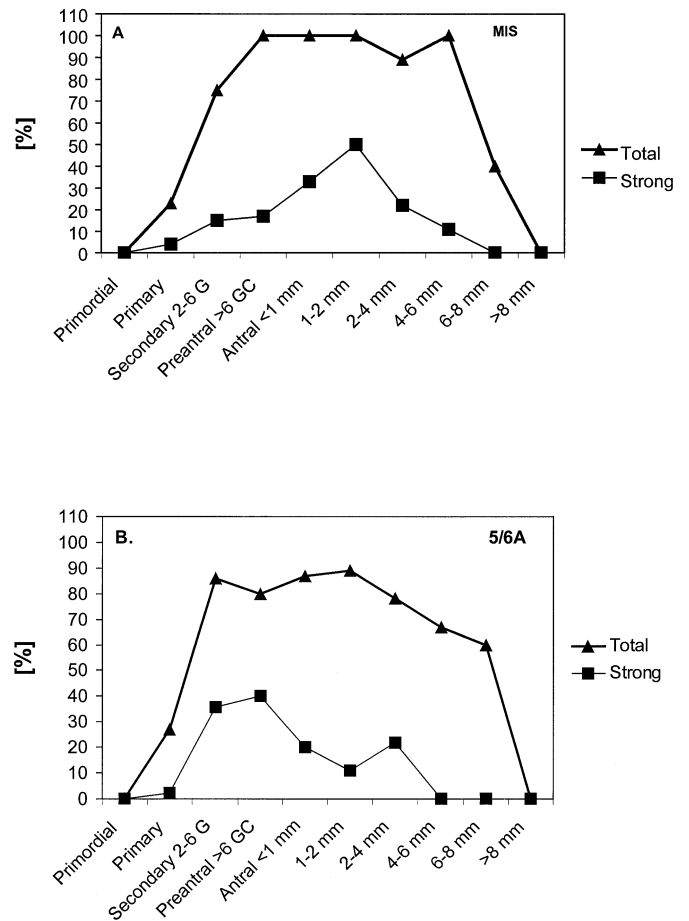 A
MIS
110
100
90
80
70
60
50
40
30
20
10
0
[%]
Total
Strong
Primordial
Primary
Secondary 2-6 G
Preantral >6 GC
Antral <1 mm
1-2 mm
2-4 mm
4-6 mm
6-8 mm
>8 mm
B.
5/6A
110
100
90
80
70
60
50
40
30
20
10
0
[%]
Total
Strong
Primordial
Primary
Secondary 2-6 G
Preantral >6 GC
Antral <1 mm
1-2 mm
2-4 mm
4-6 mm
6-8 mm
>8 mm